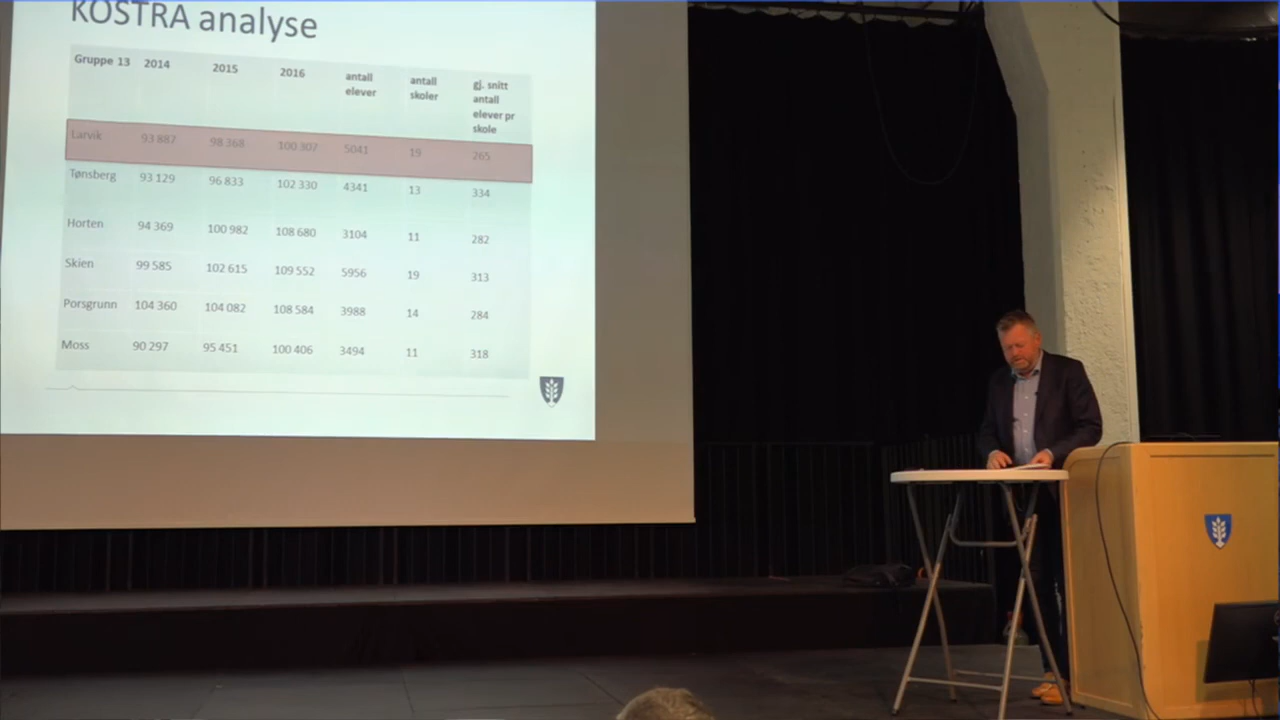 KOSTRA analyse
Gruppe 13 2014 2015 2016 antall elever antall skoler gj. snitt antall elever pr skole
Larvik 93 887 98 368 100 307 5041 19 265
Tønsberg 93 129 96 833 102 330 4341 13 334
Horten 94 369 100 982 108 680 3104 11 282
Skien 99 585 102 615 109 552 5956 19 313
Porsgrunn 104 360 104 082 108 584 3988 14 284
Moss 90 297 95 451 100 406 3494 11 318